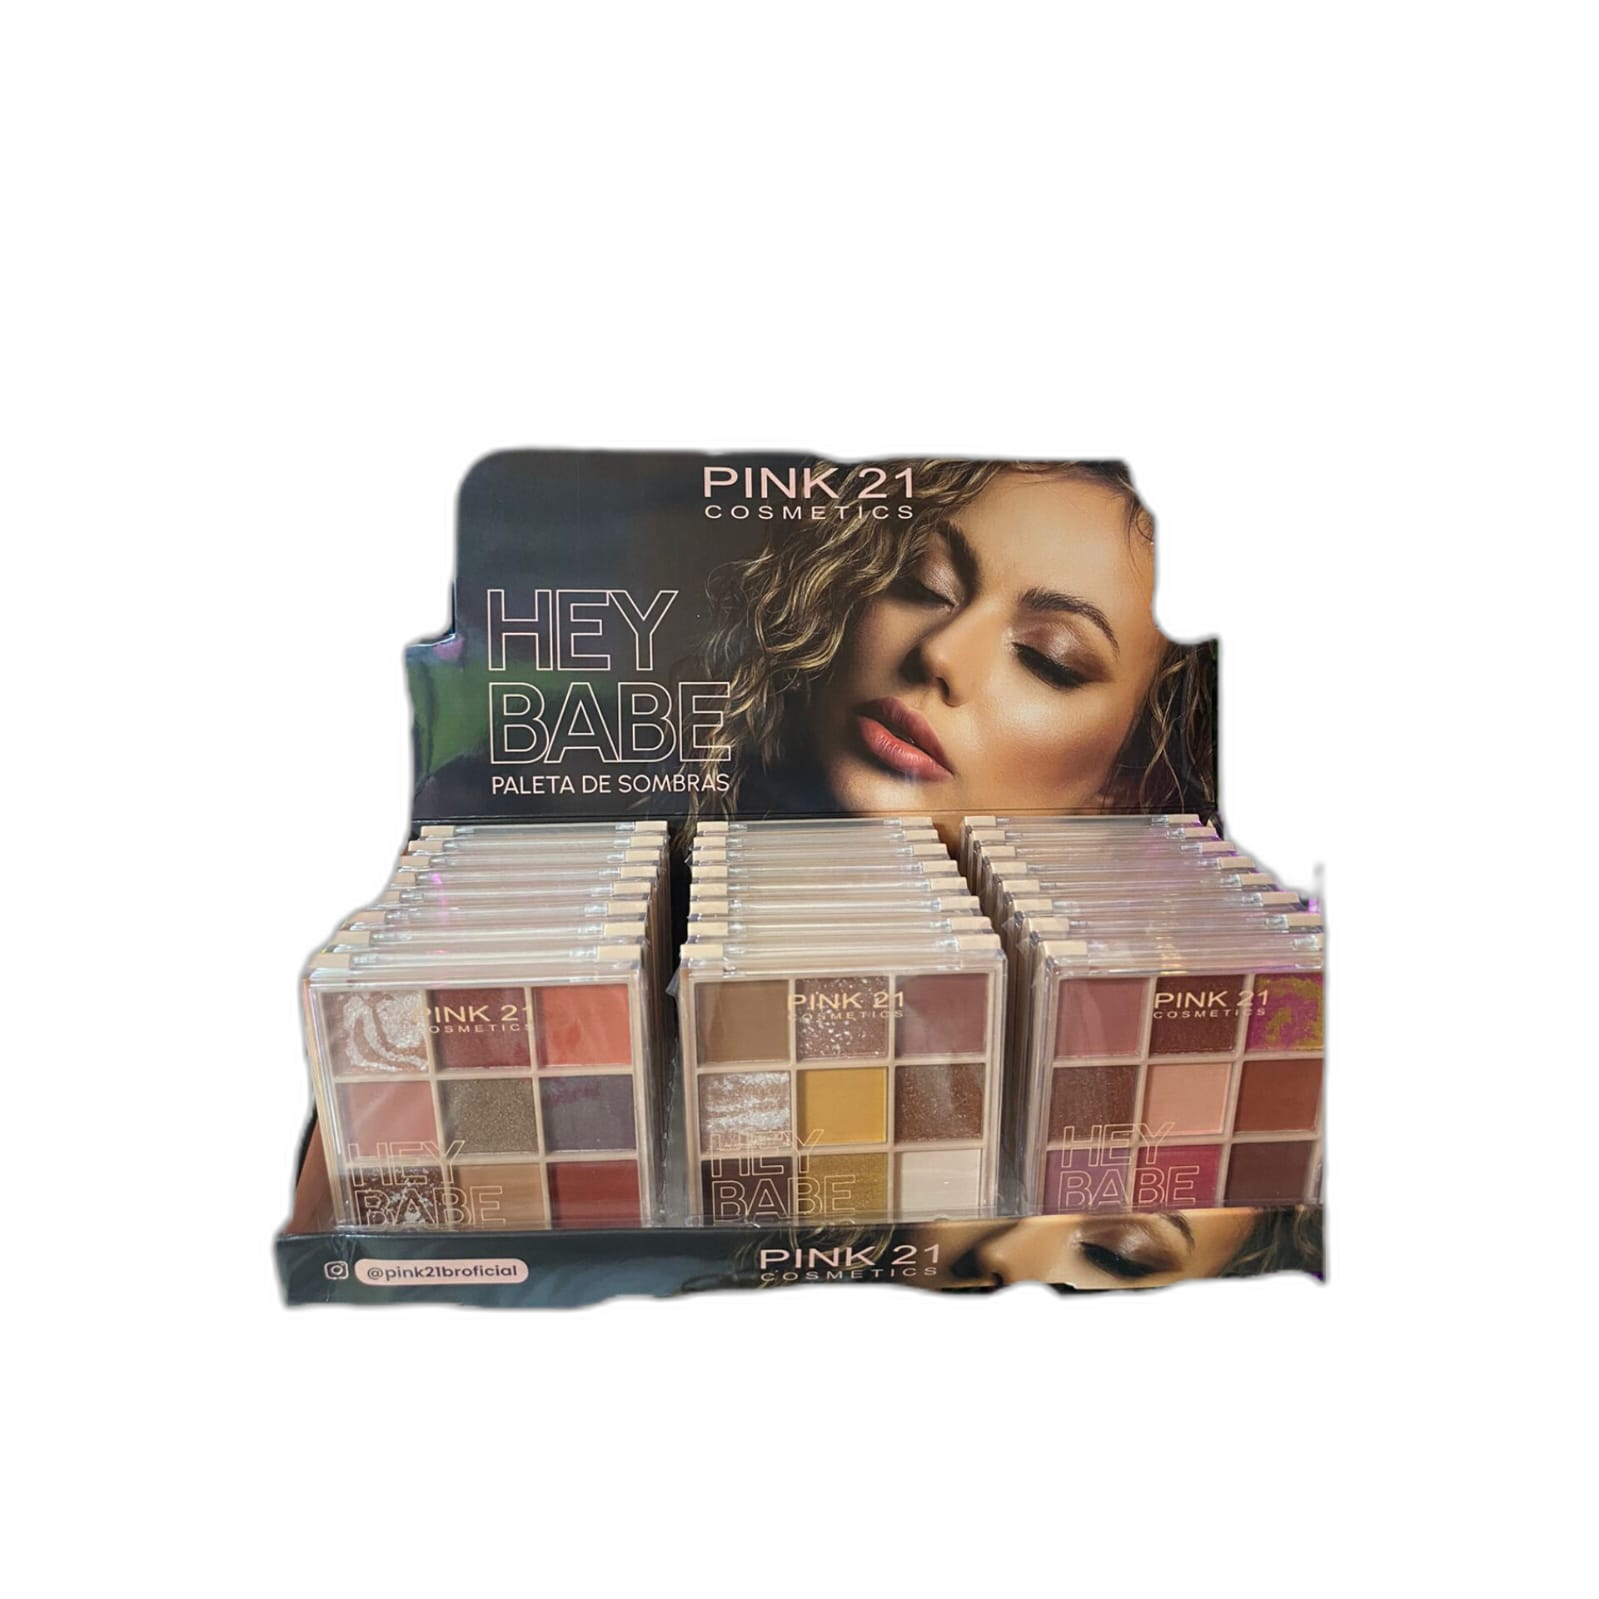 PINK 21
COSMETICS
HEY
BABE
PALETA DE SOMBRAS
PINK 21
COSMETICS
HEY
BABE
PINK 21
COSMETICS
HEY
BABE
PINK 21
COSMETICS
HEY
BABE
@pink21broficial
PINK 21
COSMETICS